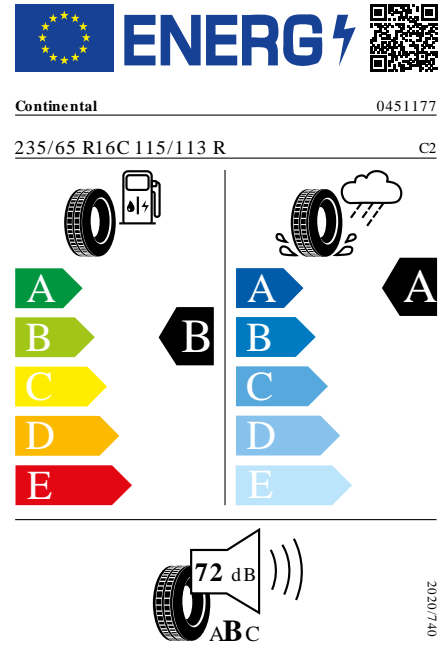 ENERG
Continental 0451177
235/65 R16C 115/113 R C2
A A A
B B B
C C
D D
E E
72 dB
ABC
2020/740